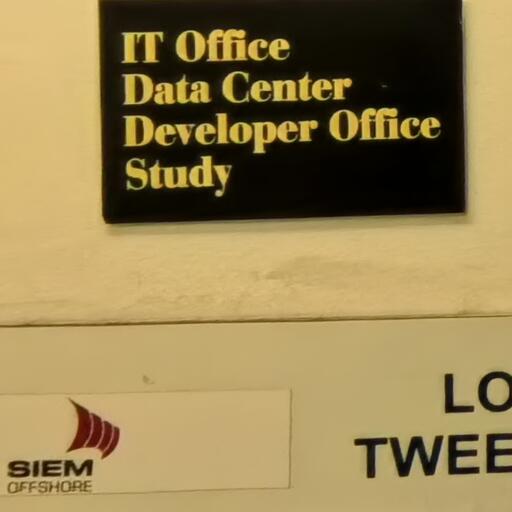 IT Office
Data Center
Developer Office
Study
LO
TWEE
SIEM
OFFSHORE